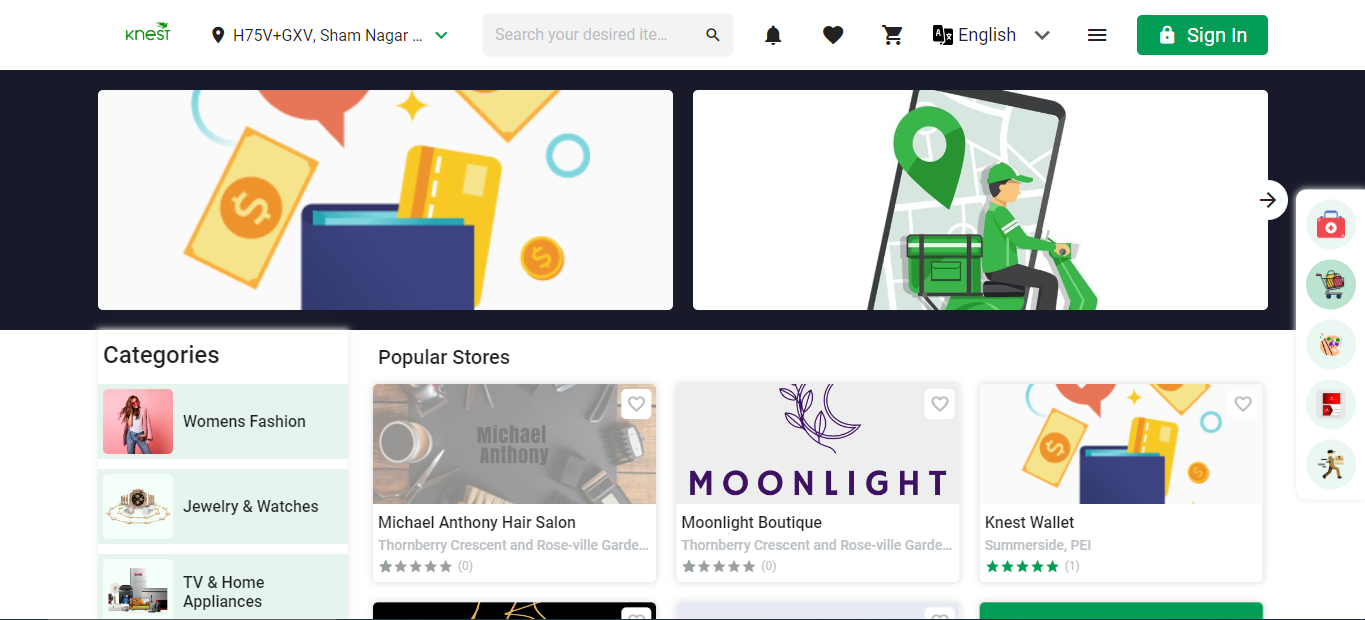 Knest
H75V+GXV, Sham Nagar ...
Search your desired ite...
English
Sign In
Categories
Womens Fashion
Jewelry & Watches
TV & Home
Appliances
Popular Stores
Michael
Anthony
Michael Anthony Hair Salon
Thornberry Crescent and Rose-ville Garde...
(0)
MOONLIGHT
Moonlight Boutique
Thornberry Crescent and Rose-ville Garde...
(0)
Knest Wallet
Summerside, PEI
(1)